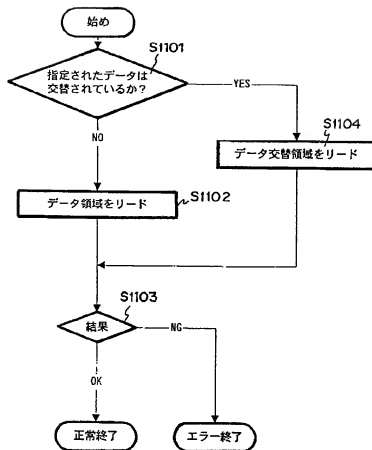 始め
S1101
指定されたデータは
交替されているか?
YES
NO
S1104
データ交替領域をリード
データ領域をリード
S1102
S1103
結果
NG
OK
正常終了
エラー終了